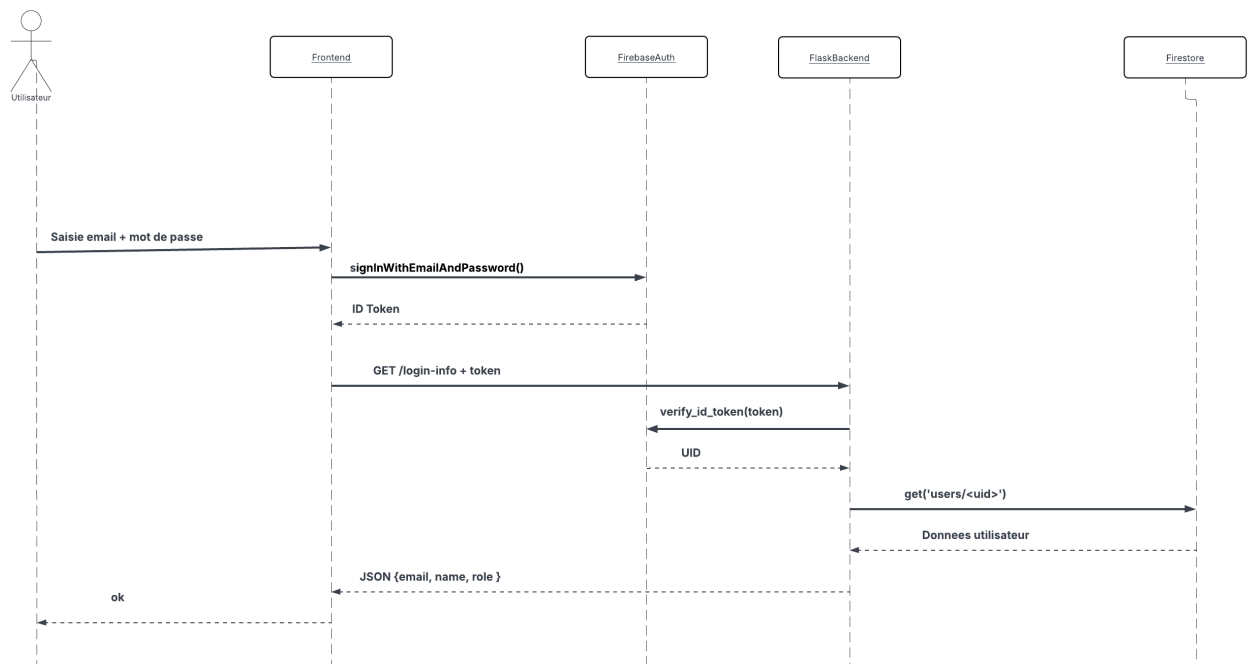 Utilisateur
Frontend
FirebaseAuth
FlaskBackend
Firestore
Saisie email + mot de passe
signInWithEmailAndPassword()
ID Token
GET /login-info + token
verify_id_token(token)
UID
get('users/<uid>')
Donnees utilisateur
JSON {email, name, role }
ok